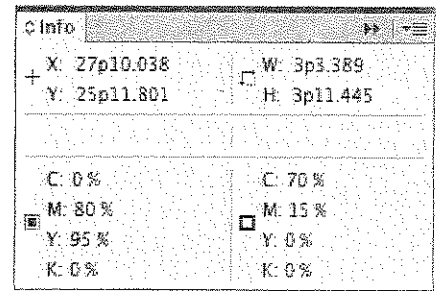 Info
X: 27p10.038
Y: 25p11.801
W: 3p3.389
H: 3p11.445
C: 0 %
M: 80 %
Y: 95 %
K: 0 %
C: 70 %
M: 15 %
Y: 0 %
K: 0 %